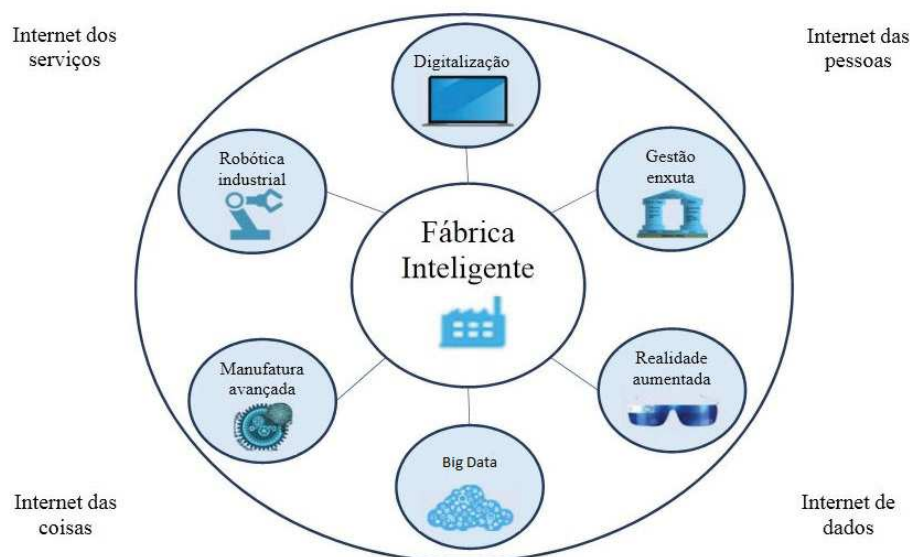 Internet dos
serviços
Internet das
pessoas
Digitalização
Robótica
industrial
Gestão
enxuta
Fábrica
Inteligente
Manufatura
avançada
Realidade
aumentada
Big Data
Internet das
coisas
Internet de
dados